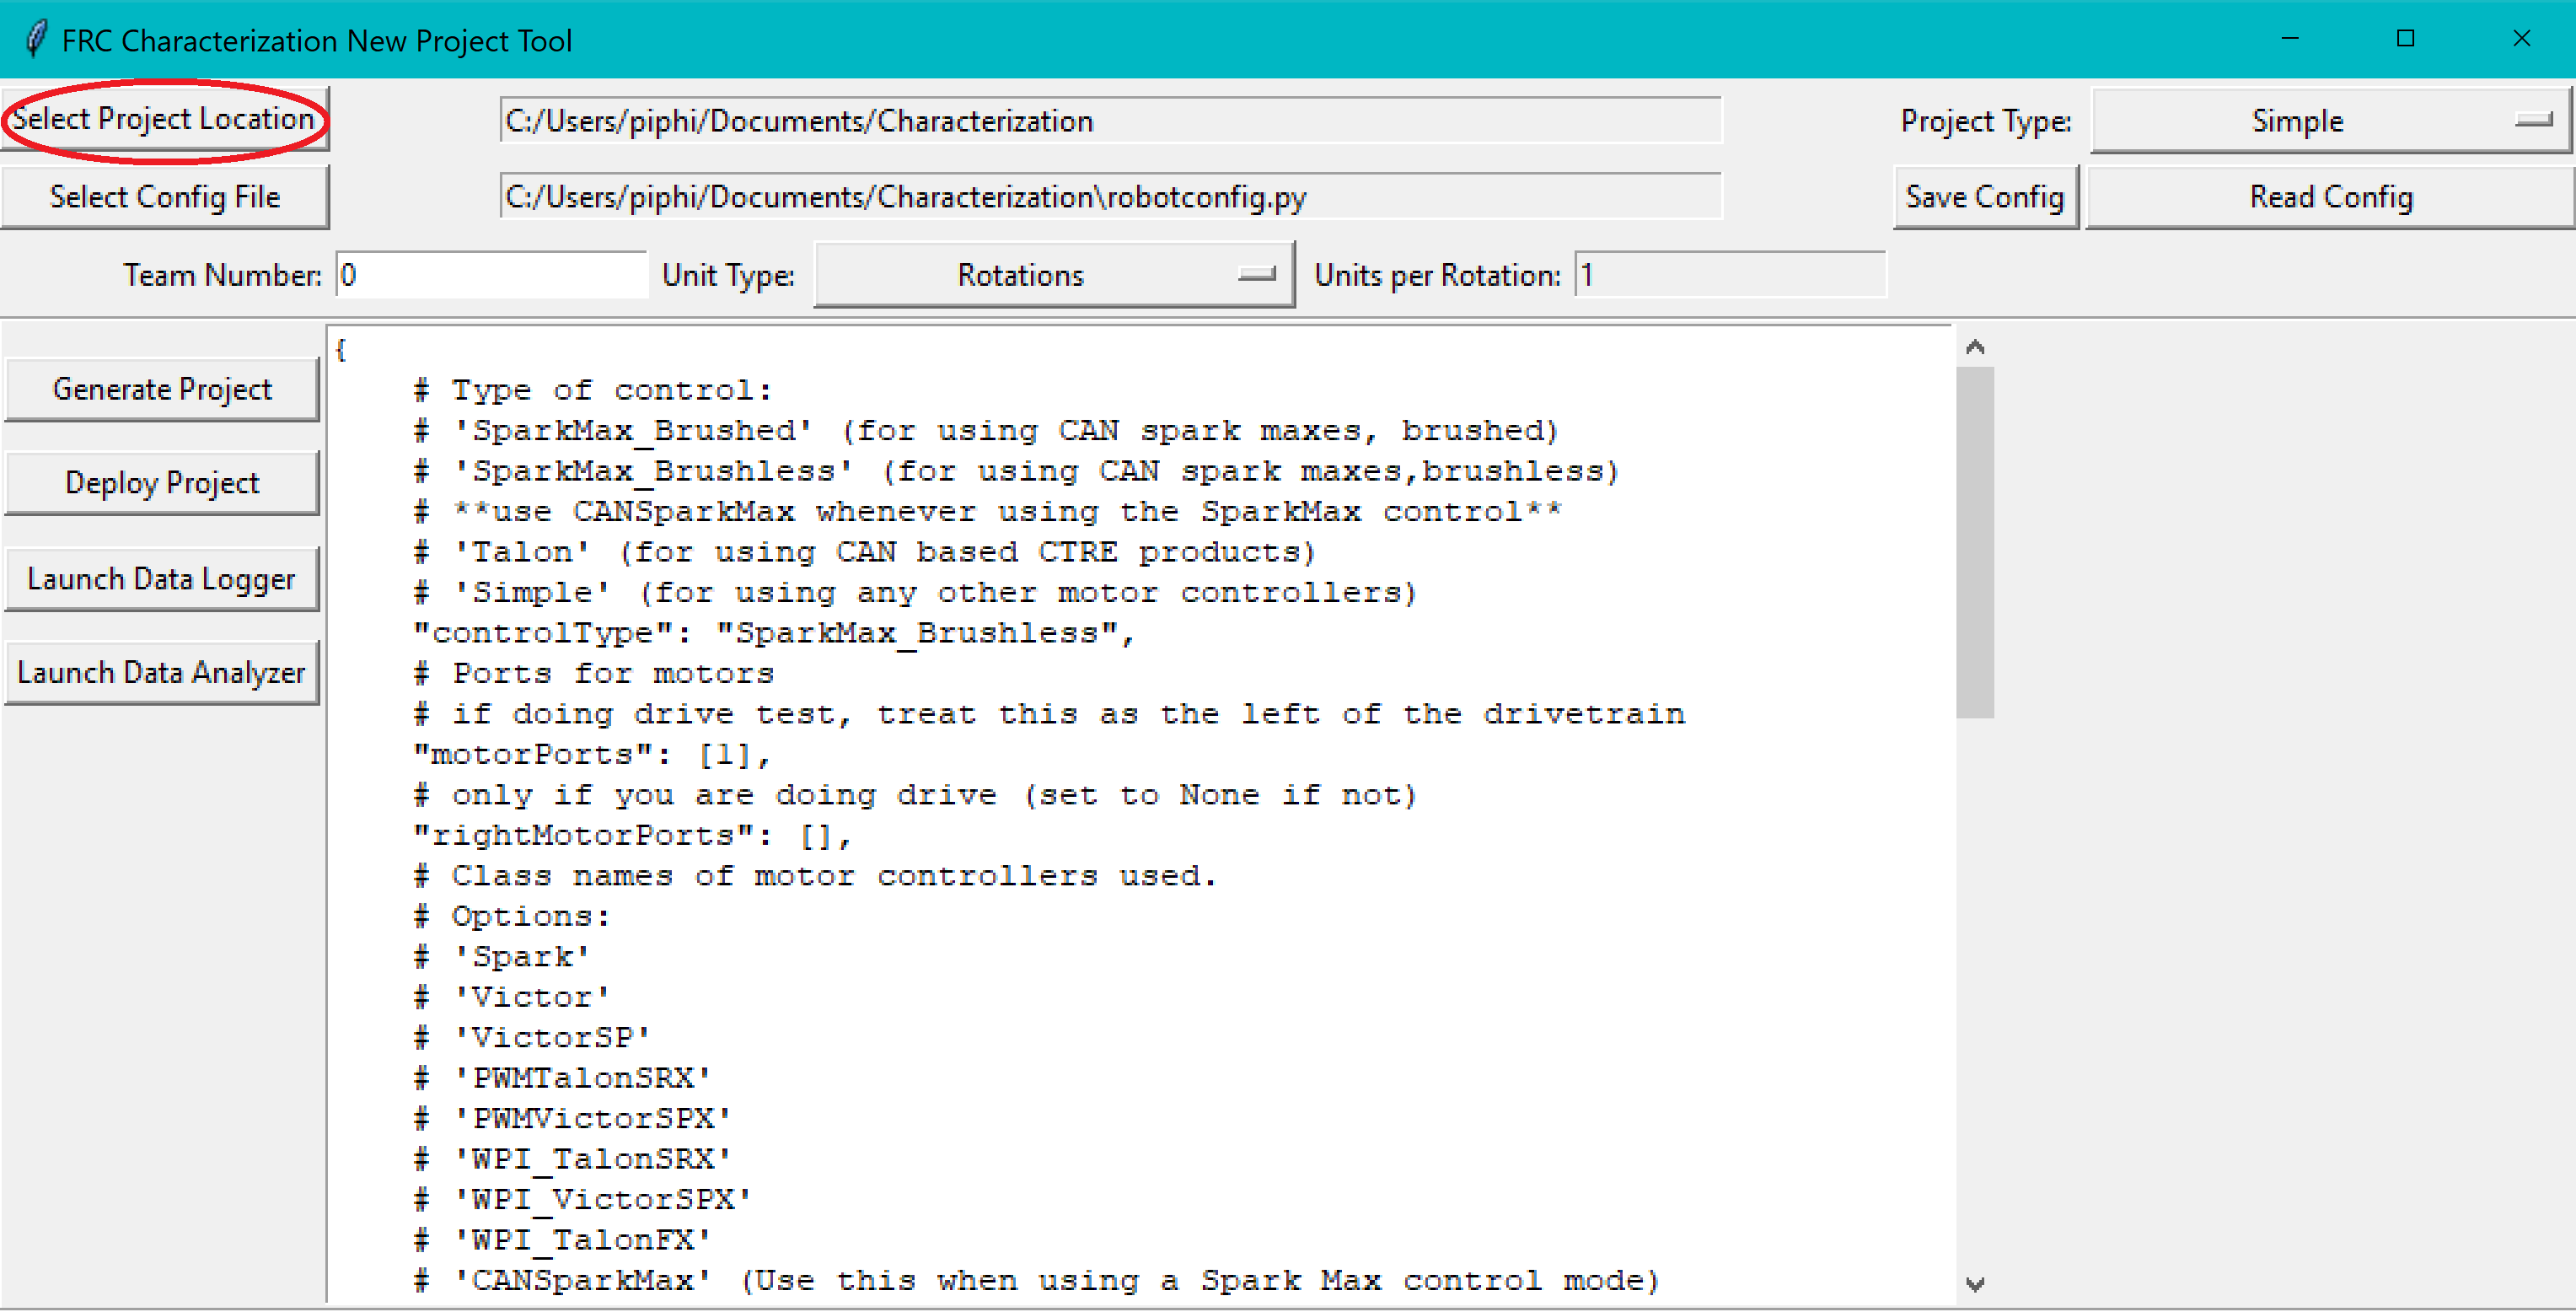 FRC Characterization New Project Tool
Select Project Location C:/Users/piphi/Documents/Characterization Project Type: Simple
Select Config File C:/Users/piphi/Documents/Characterization\robotconfig.py Save Config Read Config
Team Number: 0 Unit Type: Rotations Units per Rotation: 1
Generate Project
Deploy Project
Launch Data Logger
Launch Data Analyzer
{
# Type of control:
# 'SparkMax_Brushed' (for using CAN spark maxes, brushed)
# 'SparkMax_Brushless' (for using CAN spark maxes,brushless)
# **use CANSparkMax whenever using the SparkMax control**
# 'Talon' (for using CAN based CTRE products)
# 'Simple' (for using any other motor controllers)
"controlType": "SparkMax_Brushless",
# Ports for motors
# if doing drive test, treat this as the left of the drivetrain
"motorPorts": [1],
# only if you are doing drive (set to None if not)
"rightMotorPorts": [],
# Class names of motor controllers used.
# Options:
# 'Spark'
# 'Victor'
# 'VictorSP'
# 'PWMTalonSRX'
# 'PWMVictorSPX'
# 'WPI_TalonSRX'
# 'WPI_VictorSPX'
# 'WPI_TalonFX'
# 'CANSparkMax' (Use this when using a Spark Max control mode)